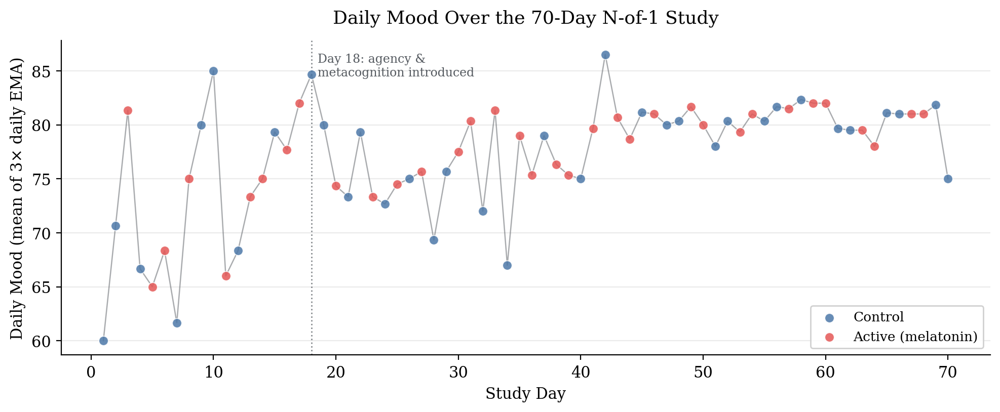 Daily Mood Over the 70-Day N-of-1 Study
Daily Mood (mean of 3× daily EMA)
85
80
75
70
65
60
Day 18: agency &
metacognition introduced
Control
Active (melatonin)
0
10
20
30
40
50
60
70
Study Day